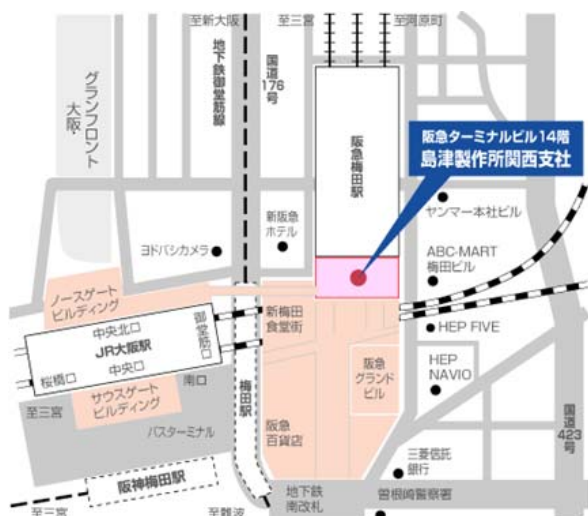 至新大阪
至三宮
至河原町
地下鉄御堂筋線
国道
176
号
グランフロント
大阪・
阪急梅田駅
阪急ターミナルビル14階
島津製作所関西支社
新阪急
ホテル
ヨドバシカメラ
ヤンマー本社ビル
ABC-MART
梅田ビル
ノースゲート
ビルディング
新梅田
食堂街
HEP FIVE
中央北口
御堂筋口
JR大阪駅
中央口
桜橋口
南口
阪急
グランド
ビル
HEP
NAVIO
サウスゲート
ビルディング
至三宮
バスターミナル
梅田駅
阪急
百貨店
国道
423
号
三菱信託
銀行
阪神梅田駅
地下鉄
南改札
曽根崎警察署
至三宮
至難波